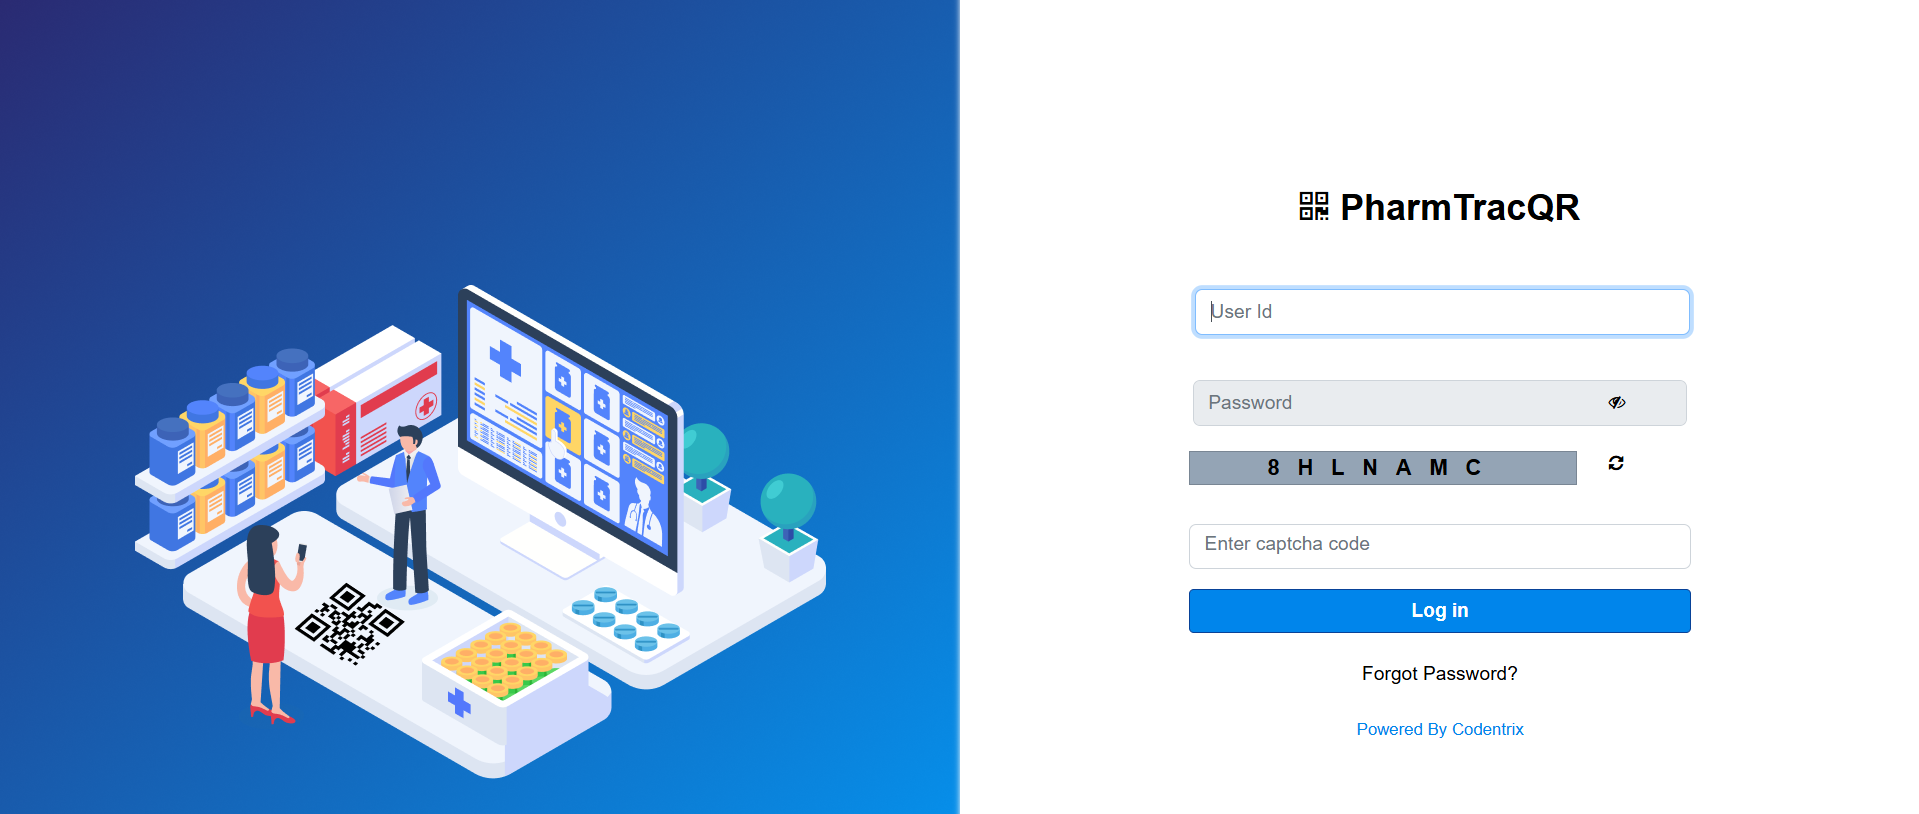 PharmTracQR
User Id
Password
8 H L N A M C
Enter captcha code
Log in
Forgot Password?
Powered By Codentrix